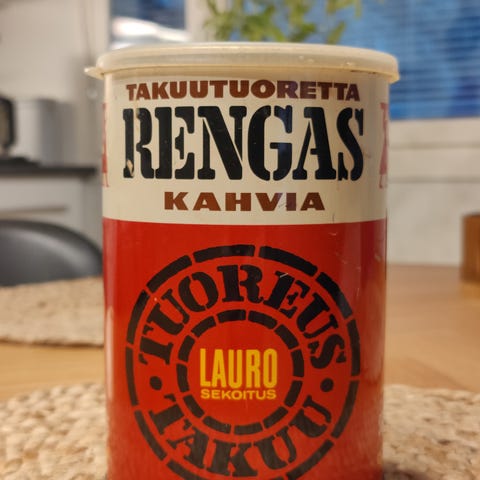 TAKUUTUORETTA
RENGAS
KAHVIA
TUOREUS
LAURO
SEKOITUS
TAKUU